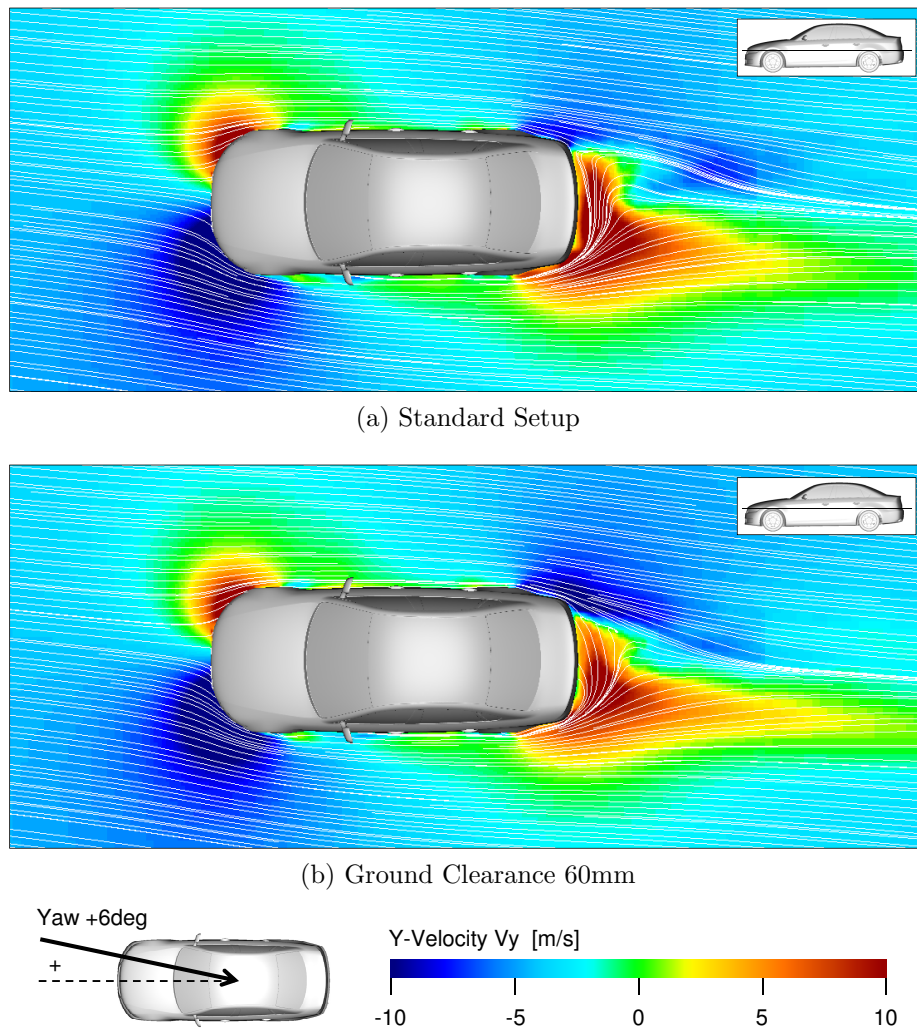 (a) Standard Setup
(b) Ground Clearance 60mm
Yaw +6deg
+
Y-Velocity Vy [m/s]
-10 -5 0 5 10